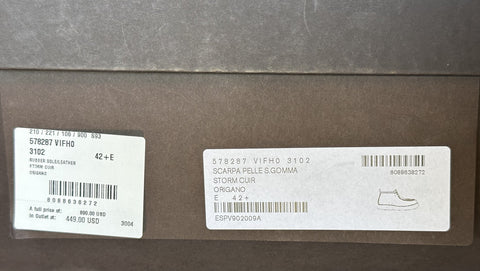 210 / 221 / 106 / 900 S93
578287 VIFH0
3102
42+E
RUBBER SOLE/LEATHER
STORM CUIR
ORIGANO
8088638272
A full price at: 890.00 USD
In Outlet at: 449.00 USD
3004
578287 VIFH0 3102
SCARPA PELLE S.GOMMA
STORM CUIR
ORIGANO
E 42+
ESPV902009A
8088638272